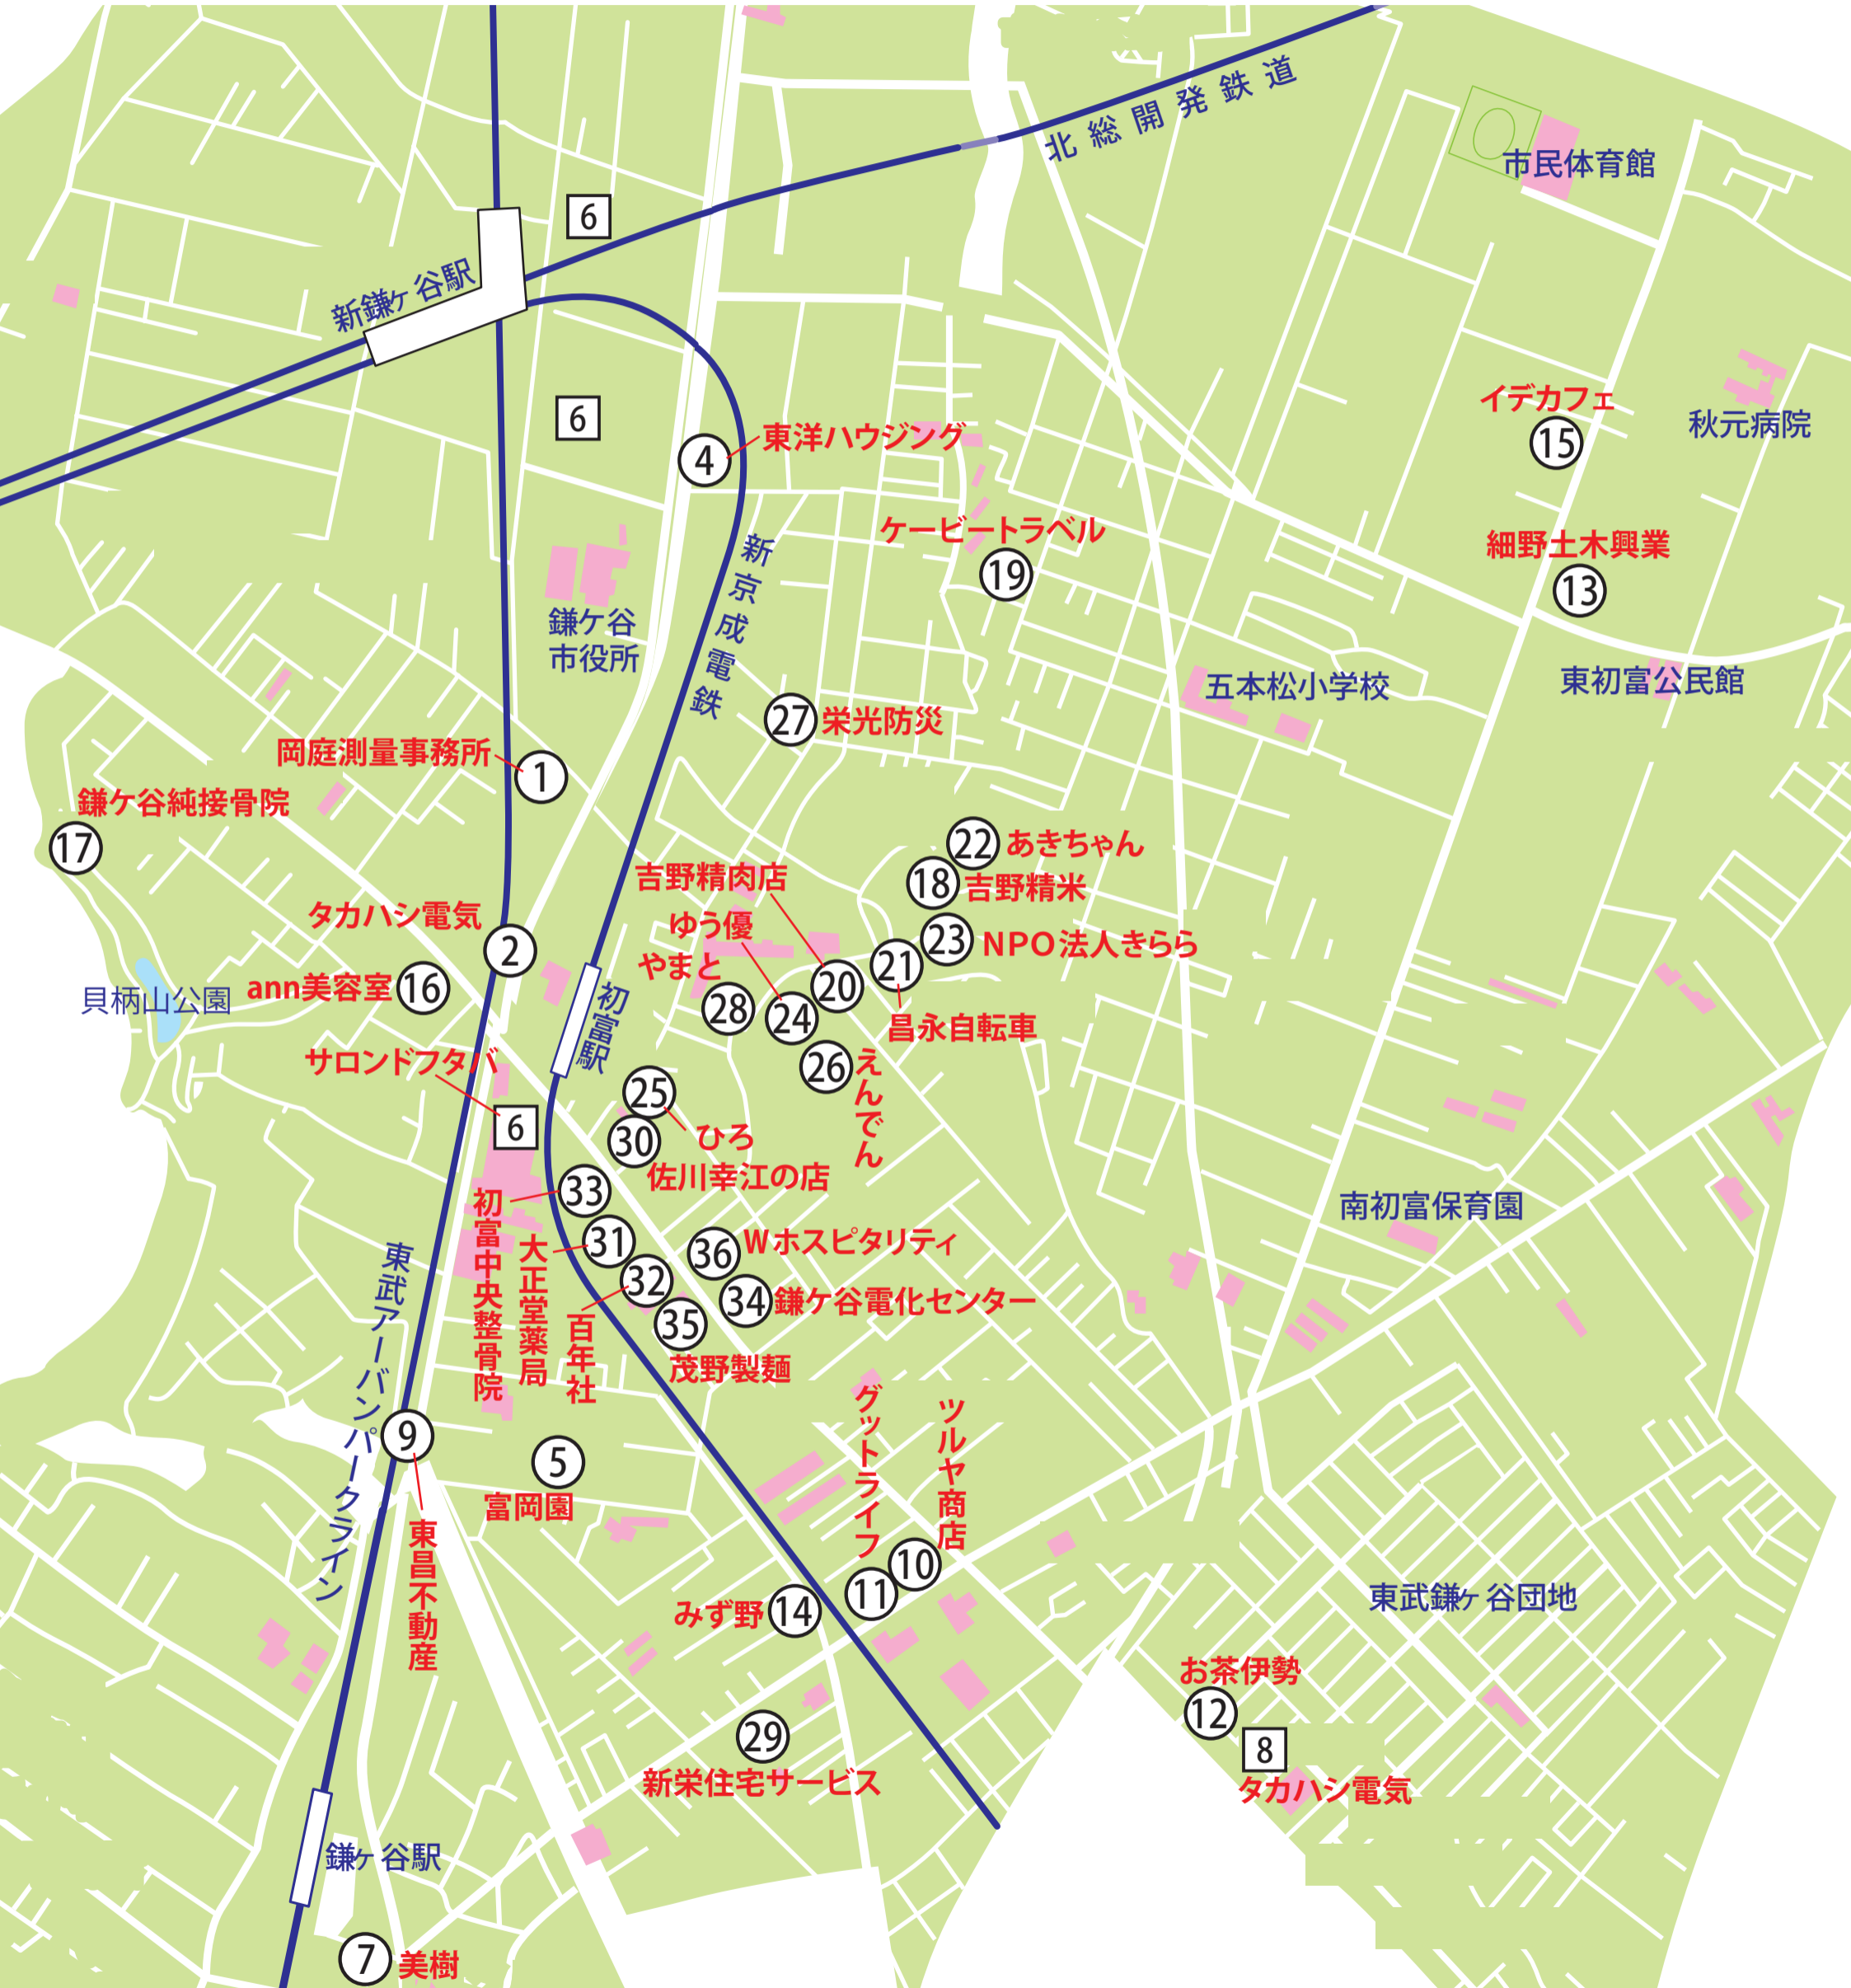 北総開発鉄道
市民体育館
6
新鎌ヶ谷駅
イデカフェ
15
秋元病院
6
4
東洋ハウジング
ケービートラベル
19
細野土木興業
13
新京成電鉄
鎌ケ谷
市役所
五本松小学校
東初富公民館
27
栄光防災
岡庭測量事務所
1
鎌ケ谷純接骨院
17
22
あきちゃん
吉野精肉店
18
吉野精米
タカハシ電気
2
ゆう優
23
NPO法人きらら
やまと
21
20
ann美容室
16
貝柄山公園
初富駅
28
24
昌永自転車
サロンドフタバ
26
えんでん
25
6
30
ひろ
佐川幸江の店
33
初富中央整骨院
南初富保育園
31
大正堂薬局
36
Wホスピタリティ
東武アーバンパークライン
32
百年社
34
鎌ケ谷電化センター
35
茂野製麺
グットライフ
ツルヤ商店
9
5
富岡園
東昌不動産
10
11
みず野
14
東武鎌ヶ谷団地
お茶伊勢
12
29
8
新栄住宅サービス
タカハシ電気
鎌ヶ谷駅
7
美樹